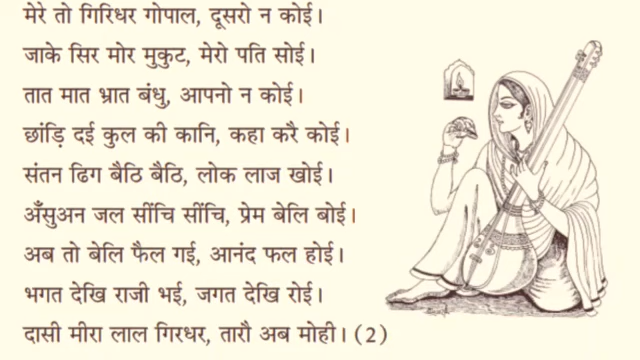 मेरे तो गिरिधर गोपाल, दूसरो न कोई।
जाके सिर मोर मुकुट, मेरो पति सोई।
तात मात भ्रात बंधु, आपनो न कोई।
छांड़ि दई कुल की कानि, कहा करै कोई।
संतन ढिग बैठि बैठि, लोक लाज खोई।
अँसुअन जल सींचि सींचि, प्रेम बेलि बोई।
अब तो बेलि फैल गई, आनंद फल होई।
भगत देखि राजी भई, जगत देखि रोई।
दासी मीरा लाल गिरधर, तारौ अब मोही। (2)